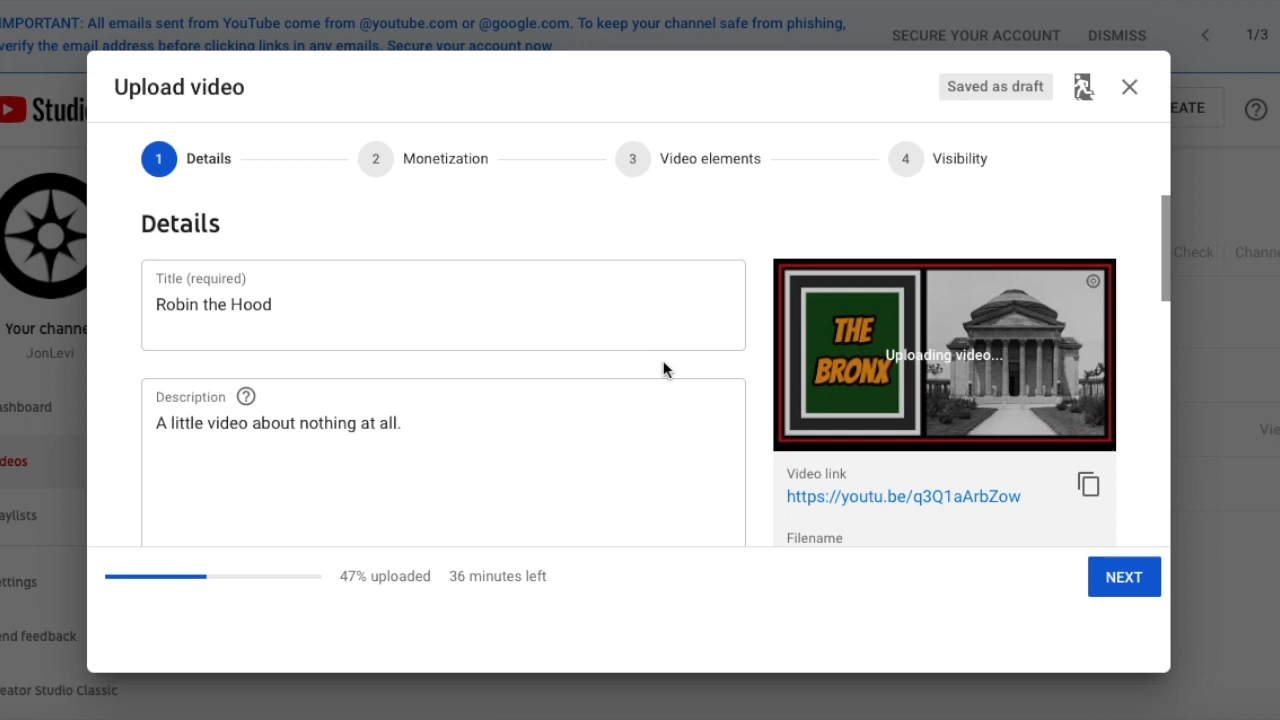 IMPORTANT: All emails sent from YouTube come from @youtube.com or @google.com. To keep your channel safe from phishing,
verify the email address before clicking links in any emails. Secure your account now
SECURE YOUR ACCOUNT
DISMISS
1/3
Upload video
Saved as draft
1 Details
2 Monetization
3 Video elements
4 Visibility
Details
Title (required)
Robin the Hood
Description
A little video about nothing at all.
THE
BRONX
Uploading video...
Video link
https://youtu.be/q3Q1aArbZow
Filename
47% uploaded
36 minutes left
NEXT
Studi
EATE
Your channe
JonLevi
ashboard
deos
aylists
ettings
end feedback
eator Studio Classic
Check
Channe
Vie